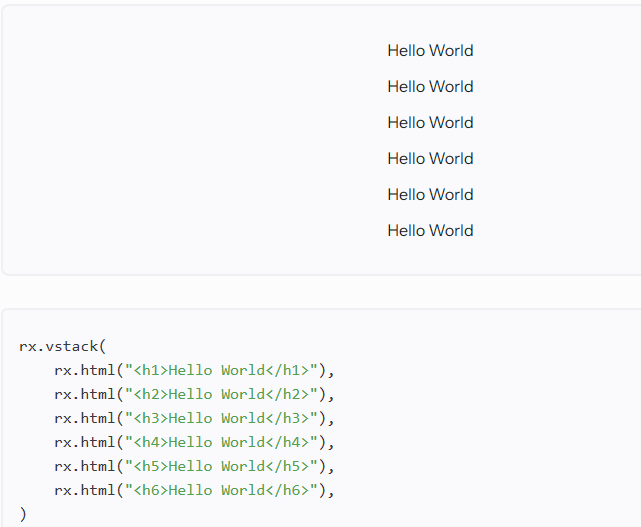 Hello World
Hello World
Hello World
Hello World
Hello World
Hello World
rx.vstack(
    rx.html("<h1>Hello World</h1>"),
    rx.html("<h2>Hello World</h2>"),
    rx.html("<h3>Hello World</h3>"),
    rx.html("<h4>Hello World</h4>"),
    rx.html("<h5>Hello World</h5>"),
    rx.html("<h6>Hello World</h6>"),
)